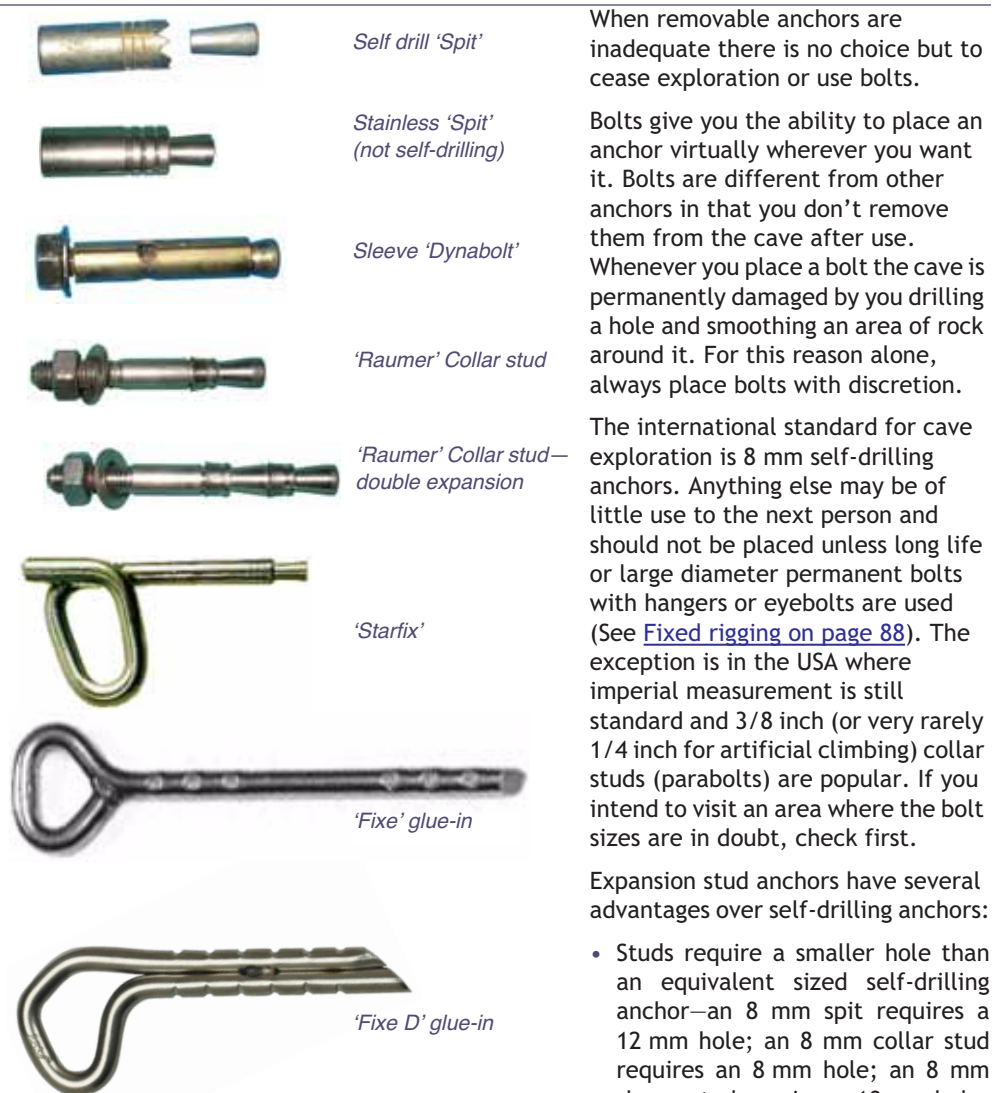 Self drill ‘Spit’
Stainless ‘Spit’
(not self-drilling)
Sleeve ‘Dynabolt’
‘Raumer’ Collar stud
‘Raumer’ Collar stud—
double expansion
‘Starfix’
‘Fixe’ glue-in
‘Fixe D’ glue-in
When removable anchors are
inadequate there is no choice but to
cease exploration or use bolts.
Bolts give you the ability to place an
anchor virtually wherever you want
it. Bolts are different from other
anchors in that you don’t remove
them from the cave after use.
Whenever you place a bolt the cave is
permanently damaged by you drilling
a hole and smoothing an area of rock
around it. For this reason alone,
always place bolts with discretion.
The international standard for cave
exploration is 8 mm self-drilling
anchors. Anything else may be of
little use to the next person and
should not be placed unless long life
or large diameter permanent bolts
with hangers or eyebolts are used
(See Fixed rigging on page 88). The
exception is in the USA where
imperial measurement is still
standard and 3/8 inch (or very rarely
1/4 inch for artificial climbing) collar
studs (parabolts) are popular. If you
intend to visit an area where the bolt
sizes are in doubt, check first.
Expansion stud anchors have several
advantages over self-drilling anchors:
• Studs require a smaller hole than
an equivalent sized self-drilling
anchor—an 8 mm spit requires a
12 mm hole; an 8 mm collar stud
requires an 8 mm hole; an 8 mm